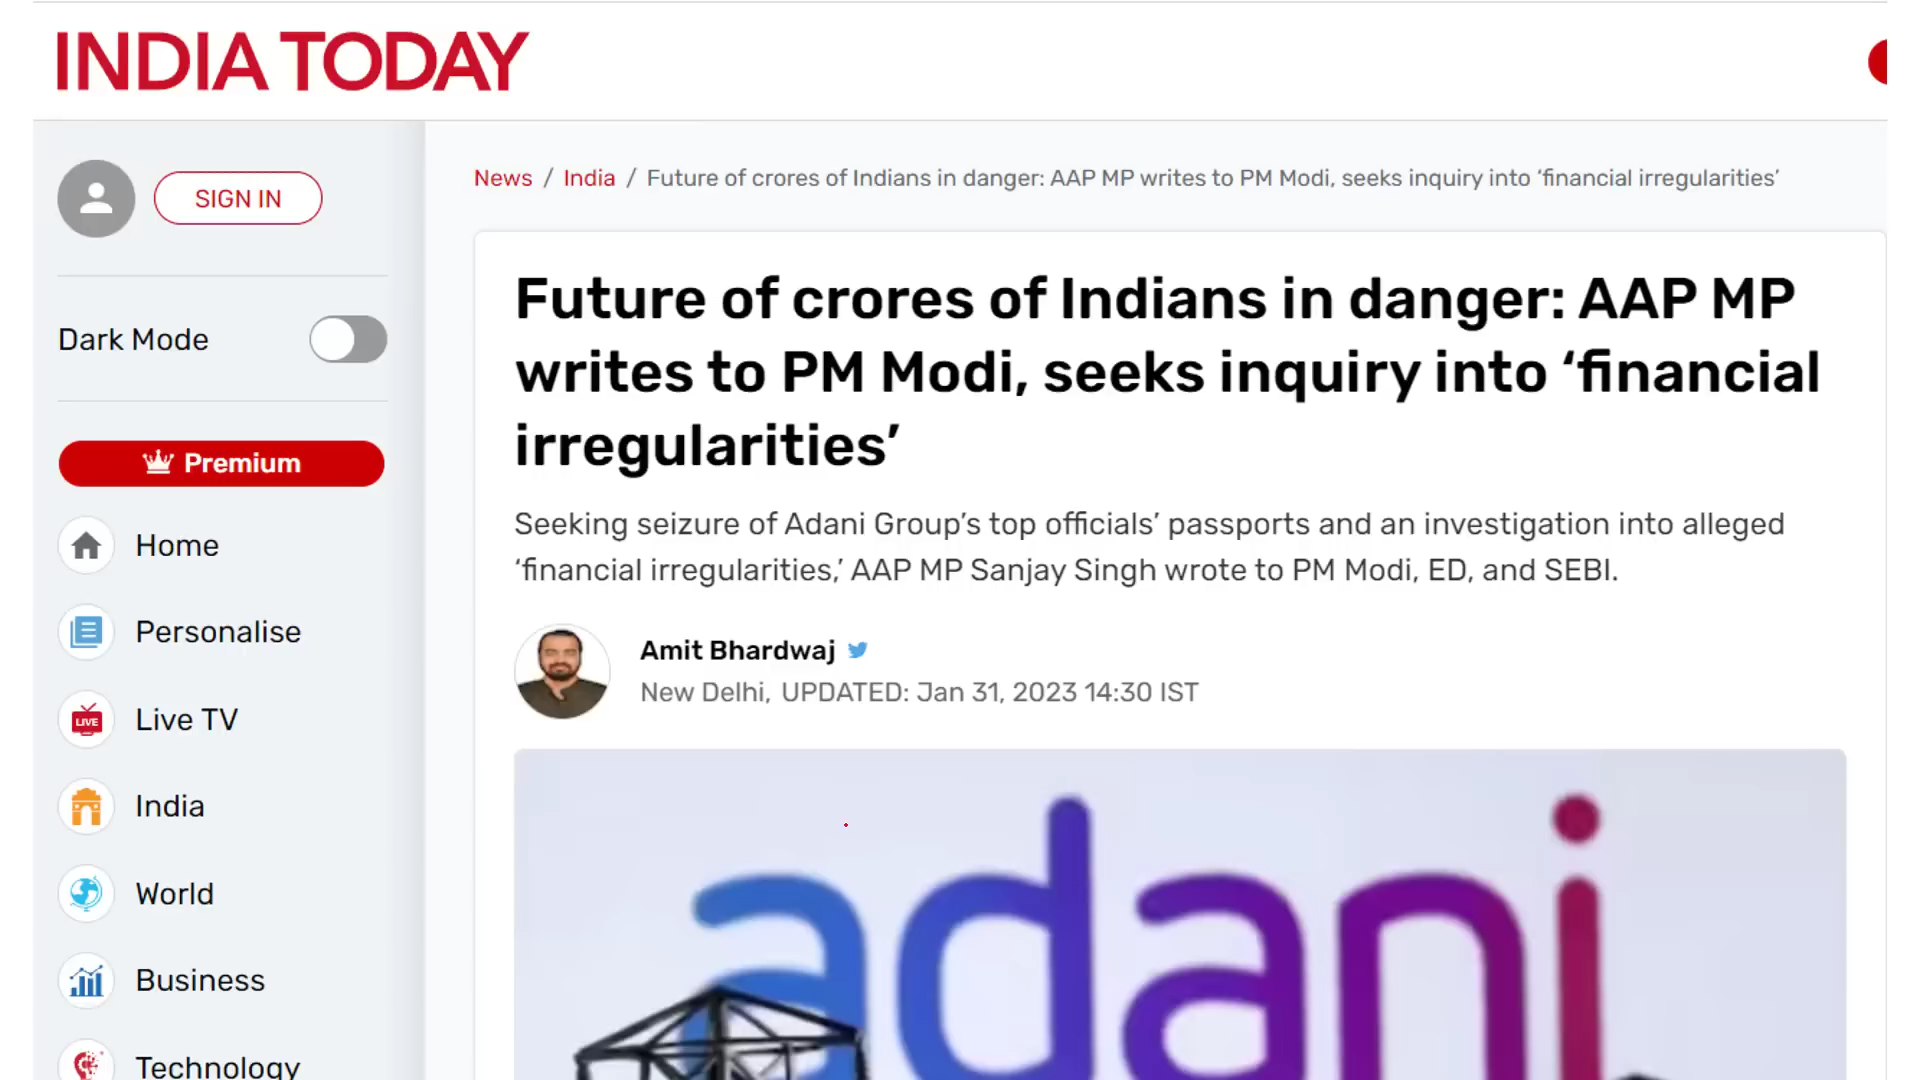 INDIA TODAY
SIGN IN
Dark Mode
Premium
Home
Personalise
LIVE
Live TV
India
World
Business
Technology
News / India / Future of crores of Indians in danger: AAP MP writes to PM Modi, seeks inquiry into ‘financial irregularities’
Future of crores of Indians in danger: AAP MP
writes to PM Modi, seeks inquiry into ‘financial
irregularities’
Seeking seizure of Adani Group’s top officials’ passports and an investigation into alleged
‘financial irregularities,’ AAP MP Sanjay Singh wrote to PM Modi, ED, and SEBI.
Amit Bhardwaj
New Delhi, UPDATED: Jan 31, 2023 14:30 IST
adani